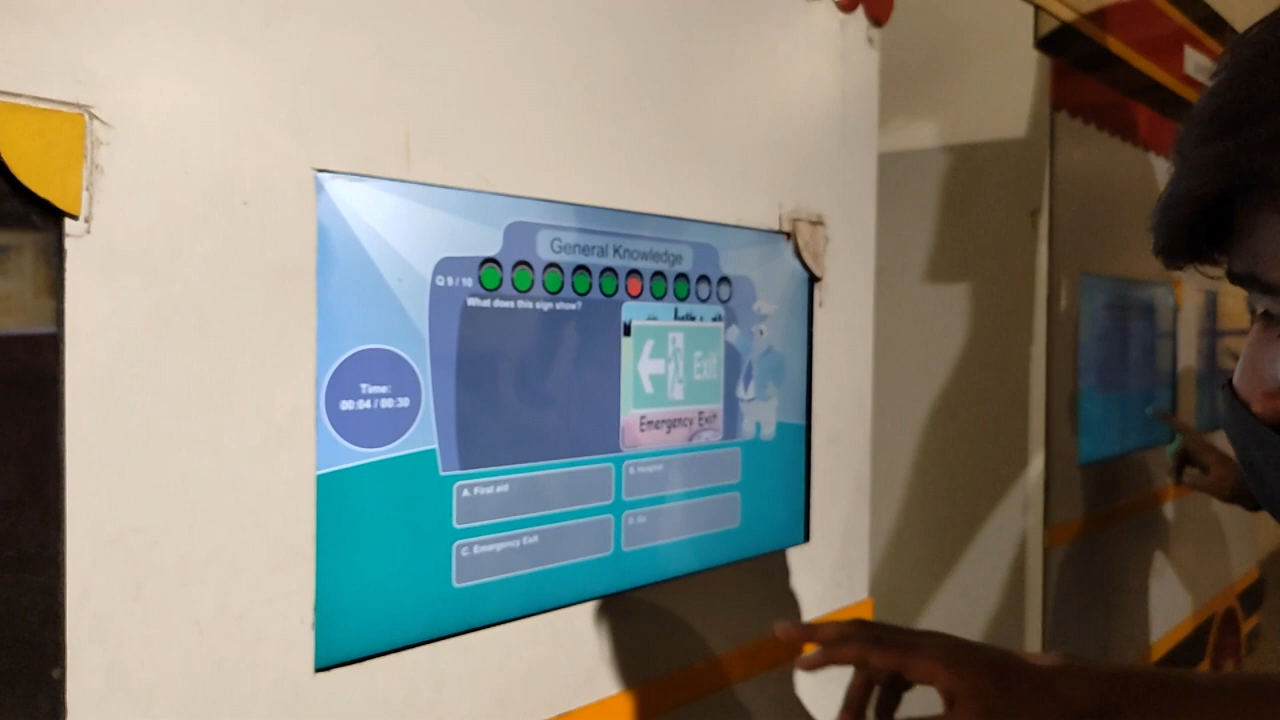 General Knowledge
Q 9 / 10
What does this sign show?
Exit
Emergency Exit
Time:
00:04 / 00:30
A. First aid
B. Hospital
C. Emergency Exit